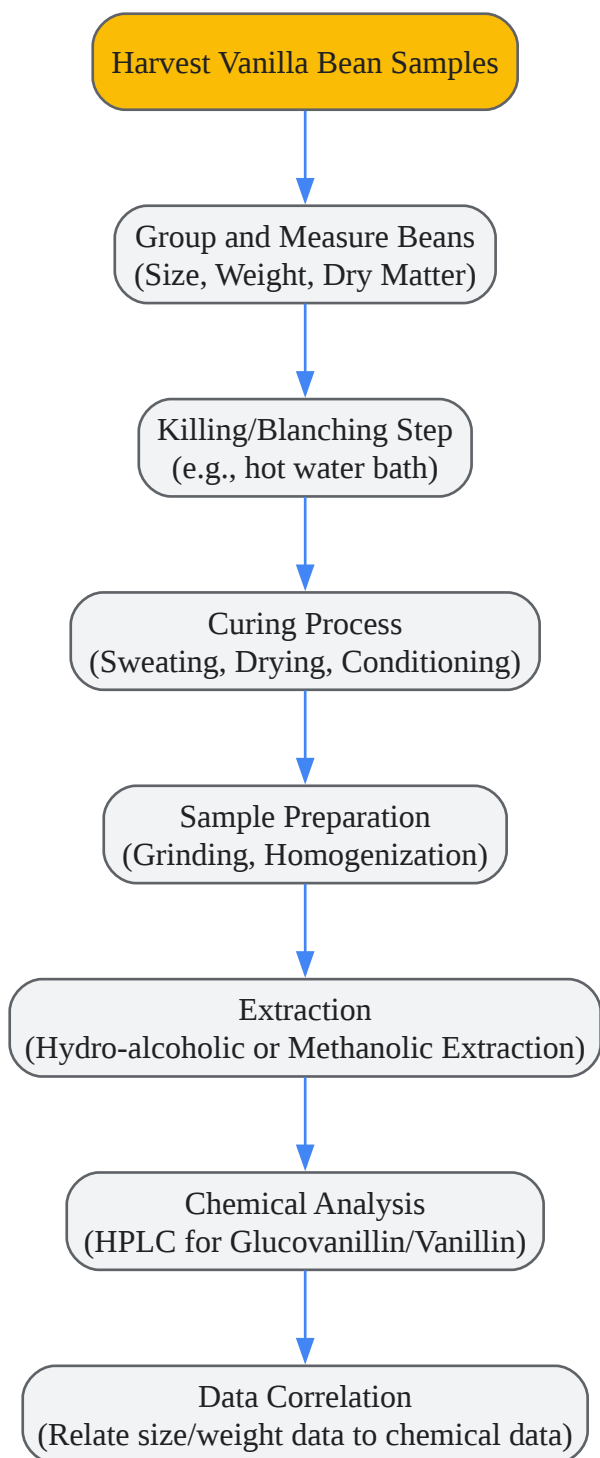 Harvest Vanilla Bean Samples
Group and Measure Beans
(Size, Weight, Dry Matter)
Killing/Blanching Step
(e.g., hot water bath)
Curing Process
(Sweating, Drying, Conditioning)
Sample Preparation
(Grinding, Homogenization)
Extraction
(Hydro-alcoholic or Methanolic Extraction)
Chemical Analysis
(HPLC for Glucovanillin/Vanillin)
Data Correlation
(Relate size/weight data to chemical data)